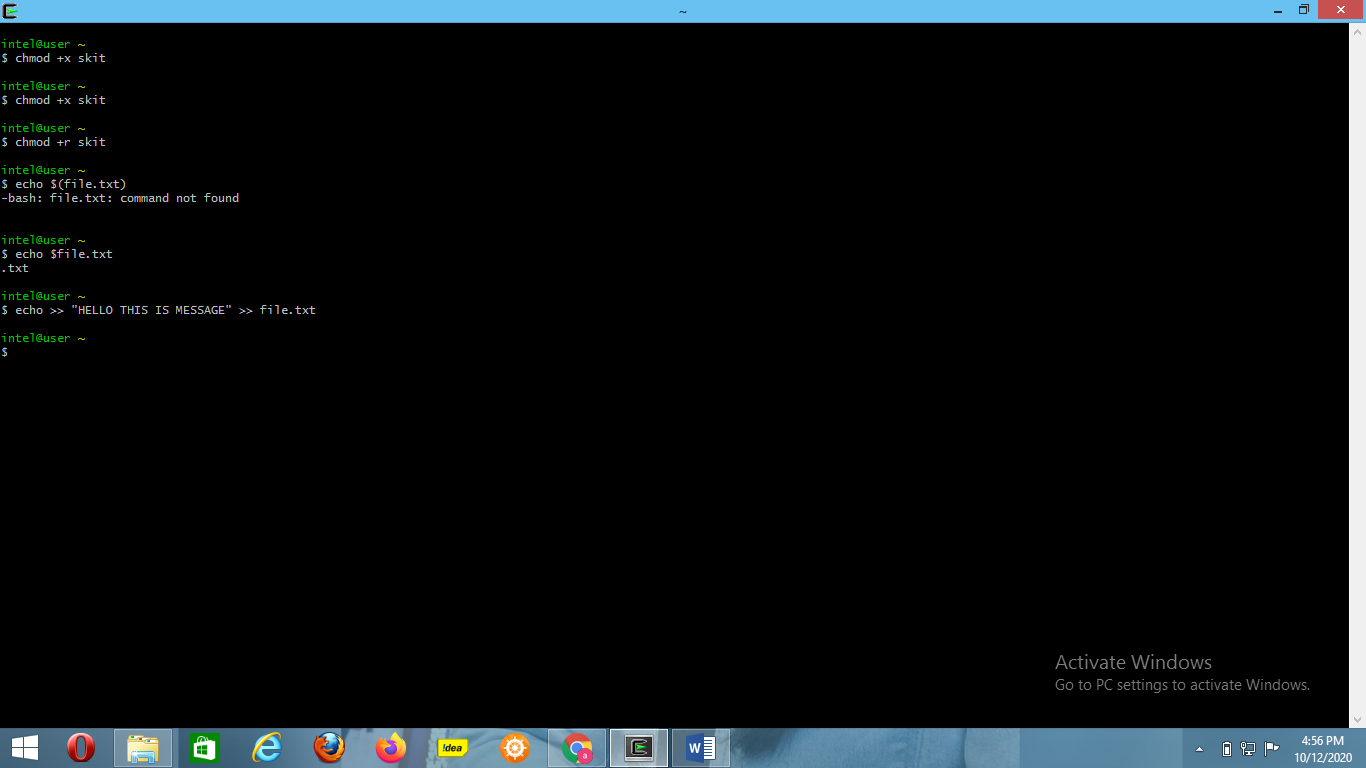 ~
intel@user ~
$ chmod +x skit
intel@user ~
$ chmod +x skit
intel@user ~
$ chmod +r skit
intel@user ~
$ echo $(file.txt)
-bash: file.txt: command not found
intel@user ~
$ echo $file.txt
.txt
intel@user ~
$ echo >> "HELLO THIS IS MESSAGE" >> file.txt
intel@user ~
$
Activate Windows
Go to PC settings to activate Windows.
!dea
a
W
4:56 PM
10/12/2020